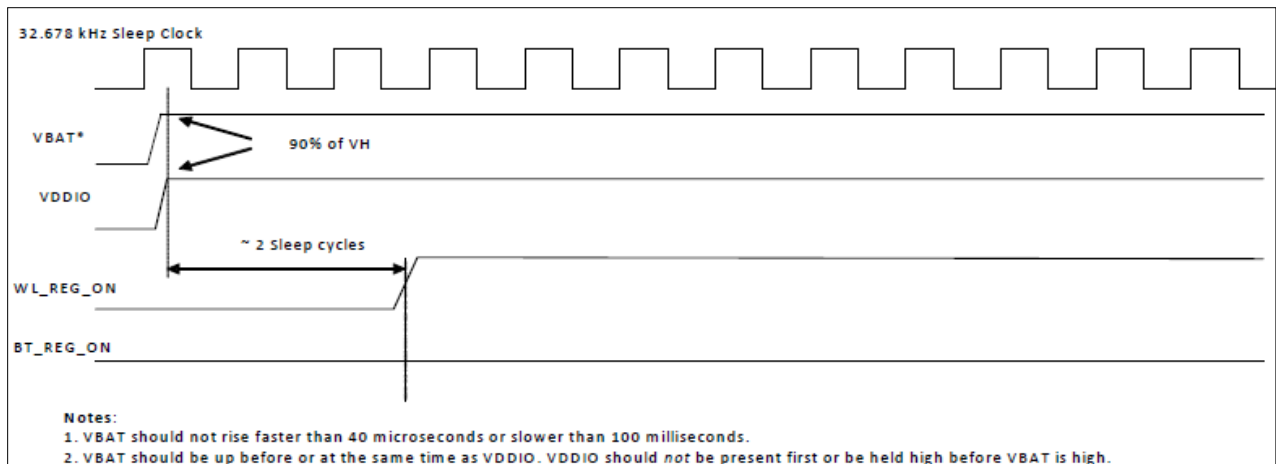 32.678 kHz Sleep Clock
VBAT*
90% of VH
VDDIO
~ 2 Sleep cycles
WL_REG_ON
BT_REG_ON
Notes:
1. VBAT should not rise faster than 40 microseconds or slower than 100 milliseconds.
2. VBAT should be up before or at the same time as VDDIO. VDDIO should not be present first or be held high before VBAT is high.